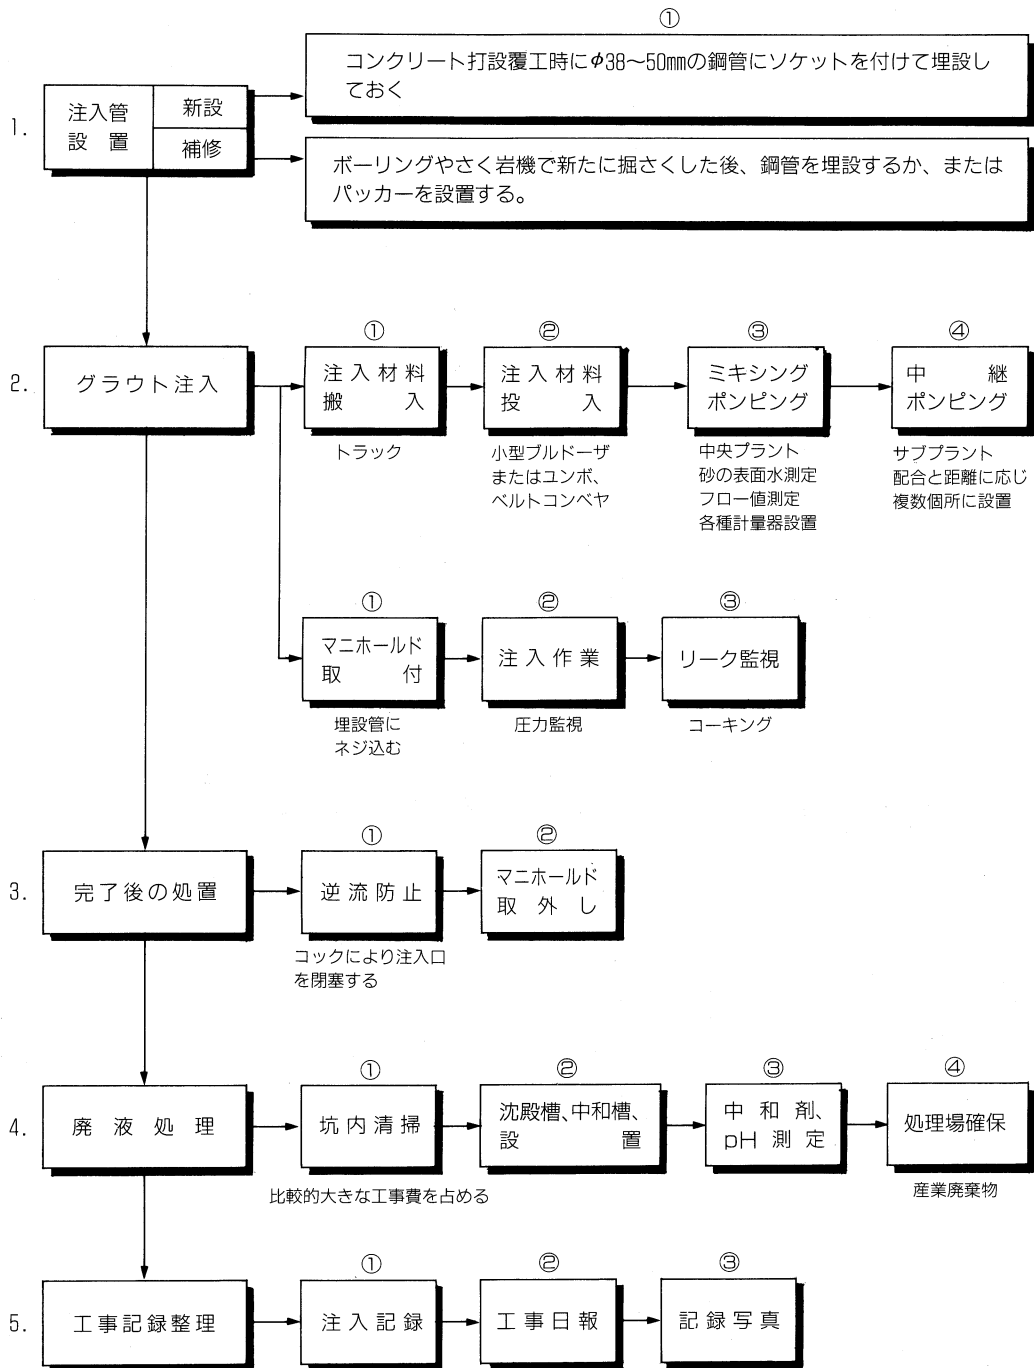 ①
コンクリート打設覆工時にφ38〜50㎜の鋼管にソケットを付けて埋設し
ておく
1.
注入管
設置
新設
補修
ボーリングやさく岩機で新たに掘さくした後、鋼管を埋設するか、または
パッカーを設置する。
2.
グラウト注入
①
注入材料
搬入
トラック
②
注入材料
投入
小型ブルドーザ
またはユンボ、
ベルトコンベヤ
③
ミキシング
ポンピング
中央プラント
砂の表面水測定
フロー値測定
各種計量器設置
④
中継
ポンピング
サブプラント
配合と距離に応じ
複数個所に設置
①
マニホールド
取付
埋設管に
ネジ込む
②
注入作業
圧力監視
③
リーク監視
コーキング
3.
完了後の処置
①
逆流防止
コックにより注入口
を閉塞する
②
マニホールド
取外し
4.
廃液処理
①
坑内清掃
比較的大きな工事費を占める
②
沈殿槽、中和槽、
設置
③
中和剤、
pH測定
④
処理場確保
産業廃棄物
5.
工事記録整理
①
注入記録
②
工事日報
③
記録写真